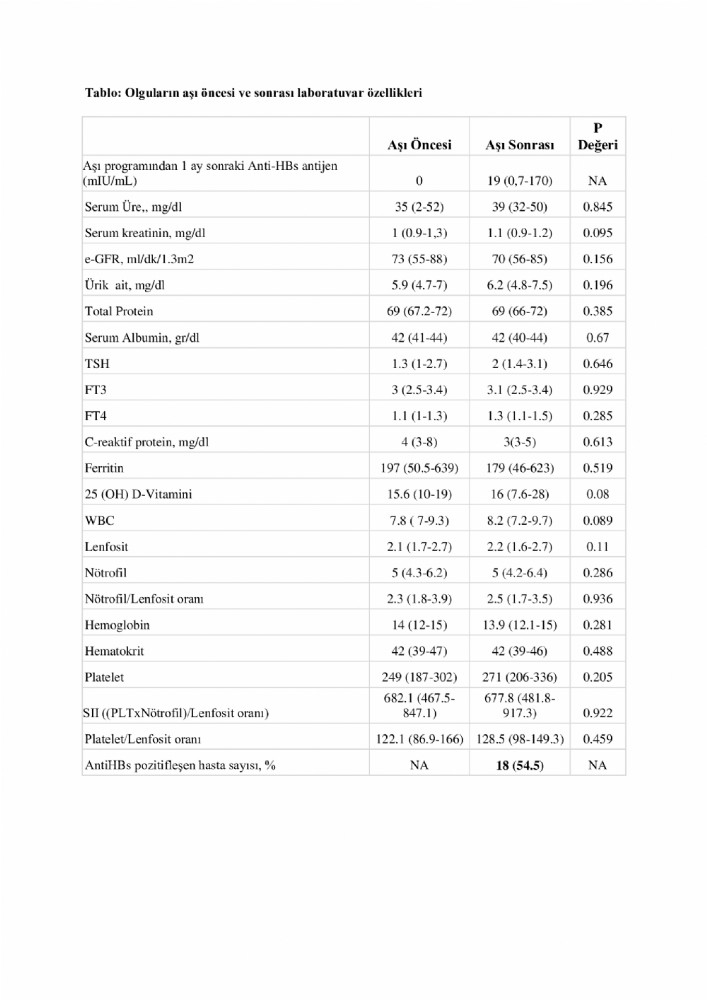 Tablo: Olguların aşı öncesi ve sonrası laboratuvar özellikleri
Aşı Öncesi Aşı Sonrası P Değeri
Aşı programından 1 ay sonraki Anti-HBs antijen (mIU/mL) 0 19 (0,7-170) NA
Serum Üre,, mg/dl 35 (2-52) 39 (32-50) 0.845
Serum kreatinin, mg/dl 1 (0.9-1,3) 1.1 (0.9-1.2) 0.095
e-GFR, ml/dk/1.3m2 73 (55-88) 70 (56-85) 0.156
Ürik ait, mg/dl 5.9 (4.7-7) 6.2 (4.8-7.5) 0.196
Total Protein 69 (67.2-72) 69 (66-72) 0.385
Serum Albumin, gr/dl 42 (41-44) 42 (40-44) 0.67
TSH 1.3 (1-2.7) 2 (1.4-3.1) 0.646
FT3 3 (2.5-3.4) 3.1 (2.5-3.4) 0.929
FT4 1.1 (1-1.3) 1.3 (1.1-1.5) 0.285
C-reaktif protein, mg/dl 4 (3-8) 3(3-5) 0.613
Ferritin 197 (50.5-639) 179 (46-623) 0.519
25 (OH) D-Vitamini 15.6 (10-19) 16 (7.6-28) 0.08
WBC 7.8 ( 7-9.3) 8.2 (7.2-9.7) 0.089
Lenfosit 2.1 (1.7-2.7) 2.2 (1.6-2.7) 0.11
Nötrofil 5 (4.3-6.2) 5 (4.2-6.4) 0.286
Nötrofil/Lenfosit oranı 2.3 (1.8-3.9) 2.5 (1.7-3.5) 0.936
Hemoglobin 14 (12-15) 13.9 (12.1-15) 0.281
Hematokrit 42 (39-47) 42 (39-46) 0.488
Platelet 249 (187-302) 271 (206-336) 0.205
SII ((PLTxNötrofil)/Lenfosit oranı) 682.1 (467.5-847.1) 677.8 (481.8-917.3) 0.922
Platelet/Lenfosit oranı 122.1 (86.9-166) 128.5 (98-149.3) 0.459
AntiHBs pozitifleşen hasta sayısı, % NA 18 (54.5) NA